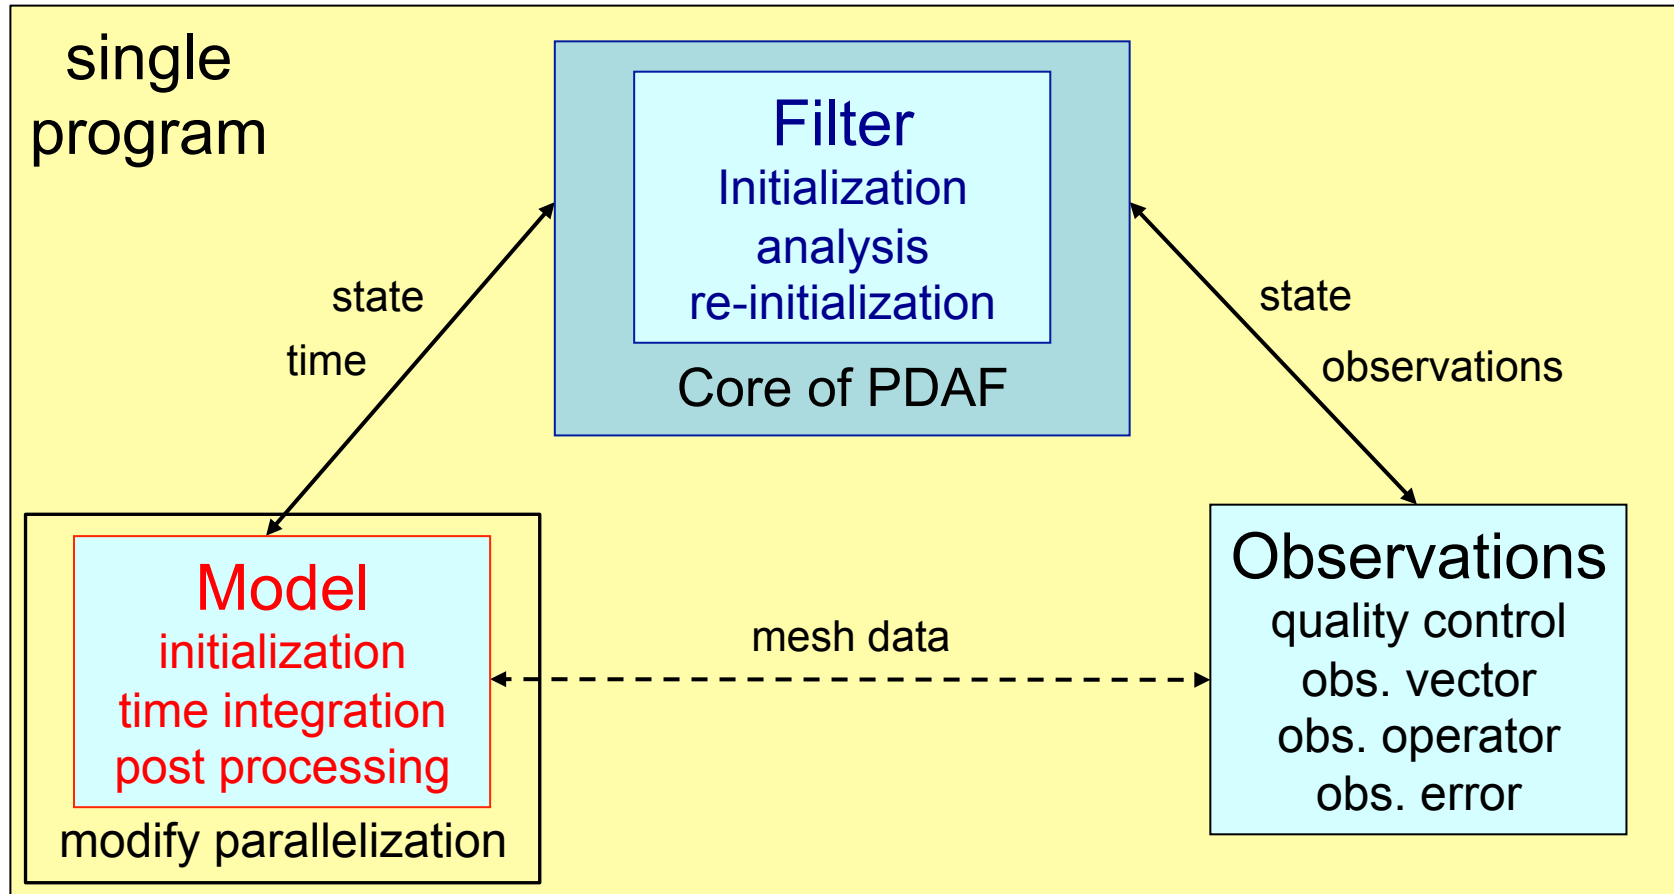 single
program
Filter
Initialization
analysis
re-initialization
Core of PDAF
state
time
state
observations
Model
initialization
time integration
post processing
modify parallelization
mesh data
Observations
quality control
obs. vector
obs. operator
obs. error